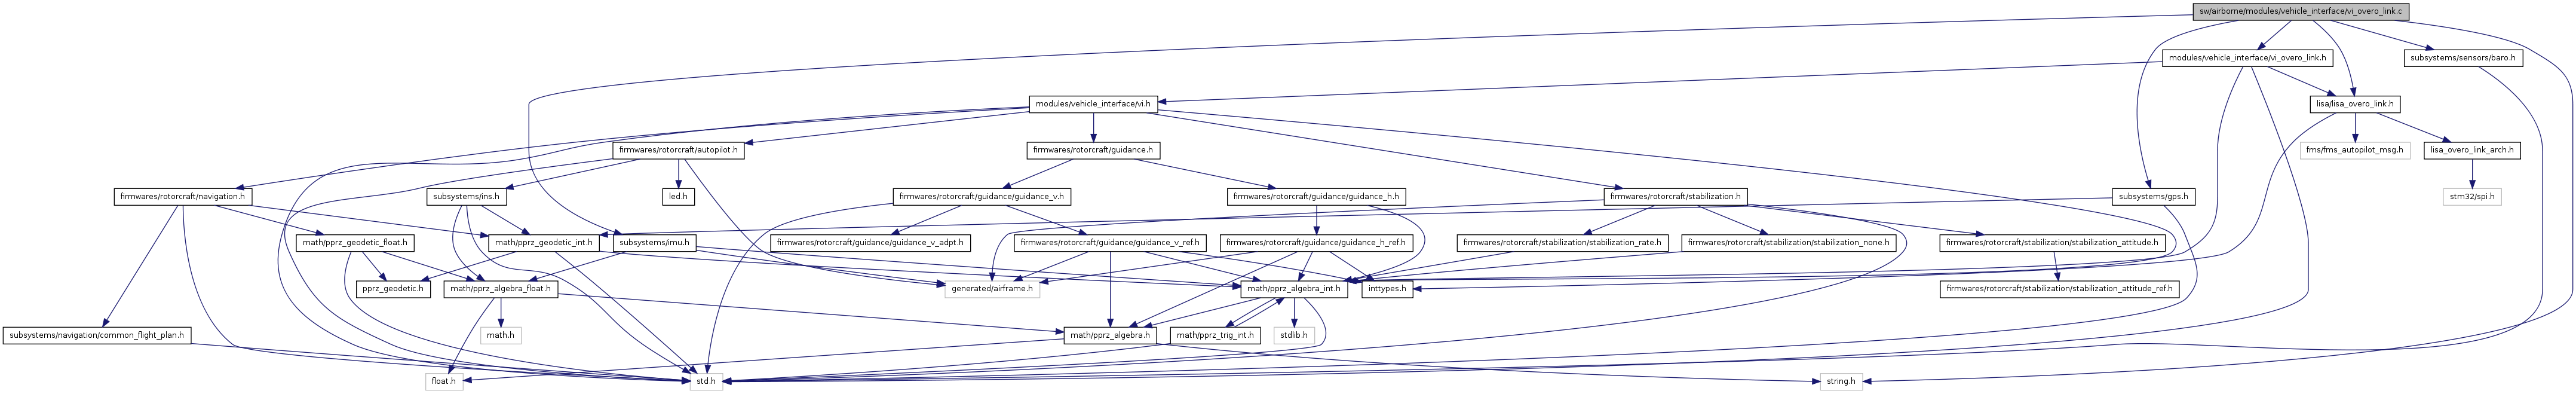 sw/airborne/modules/vehicle_interface/vi_overo_link.c
modules/vehicle_interface/vi_overo_link.h
subsystems/sensors/baro.h
modules/vehicle_interface/vi.h
lisa/lisa_overo_link.h
firmwares/rotorcraft/autopilot.h
firmwares/rotorcraft/guidance.h
fms/fms_autopilot_msg.h
lisa_overo_link_arch.h
firmwares/rotorcraft/navigation.h
subsystems/ins.h
led.h
firmwares/rotorcraft/guidance/guidance_v.h
firmwares/rotorcraft/guidance/guidance_h.h
firmwares/rotorcraft/stabilization.h
subsystems/gps.h
stm32/spi.h
math/pprz_geodetic_float.h
math/pprz_geodetic_int.h
subsystems/imu.h
firmwares/rotorcraft/guidance/guidance_v_adpt.h
firmwares/rotorcraft/guidance/guidance_v_ref.h
firmwares/rotorcraft/guidance/guidance_h_ref.h
firmwares/rotorcraft/stabilization/stabilization_rate.h
firmwares/rotorcraft/stabilization/stabilization_none.h
firmwares/rotorcraft/stabilization/stabilization_attitude.h
pprz_geodetic.h
math/pprz_algebra_float.h
generated/airframe.h
math/pprz_algebra_int.h
inttypes.h
firmwares/rotorcraft/stabilization/stabilization_attitude_ref.h
subsystems/navigation/common_flight_plan.h
math.h
math/pprz_algebra.h
math/pprz_trig_int.h
stdlib.h
float.h
std.h
string.h